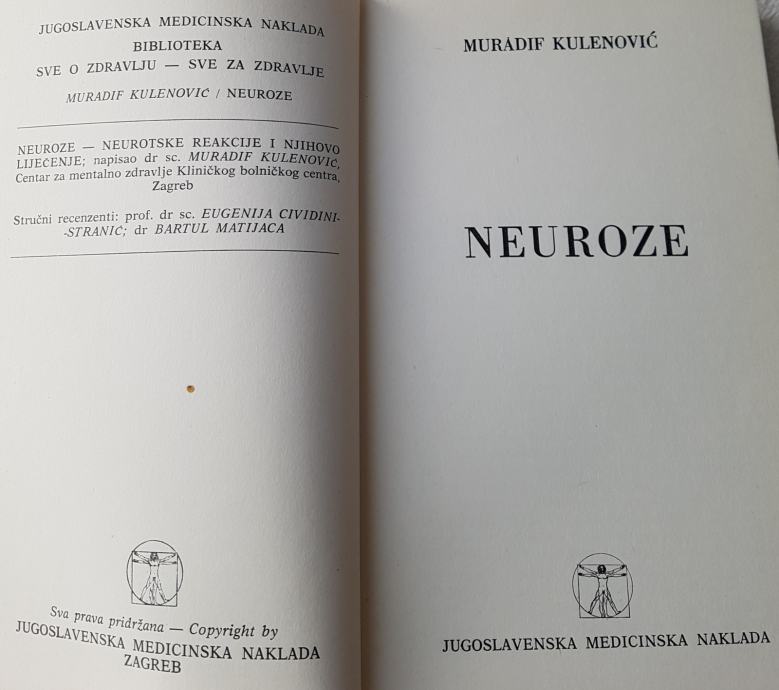 JUGOSLAVENSKA MEDICINSKA NAKLADA
BIBLIOTEKA
SVE O ZDRAVLJU — SVE ZA ZDRAVLJE
MURADIF KULENOVIĆ / NEUROZE
NEUROZE — NEUROTSKE REAKCIJE I NJIHOVO
LIJEČENJE; napisao dr sc. MURADIF KULENOVIĆ,
Centar za mentalno zdravlje Kliničkog bolničkog centra,
Zagreb
Stručni recenzenti: prof. dr sc. EUGENIJA CIVIDINI-
-STRANIĆ; dr BARTUL MATIJACA
Sva prava pridržana — Copyright by
JUGOSLAVENSKA MEDICINSKA NAKLADA
ZAGREB
MURADIF KULENOVIĆ
NEUROZE
JUGOSLAVENSKA MEDICINSKA NAKLADA